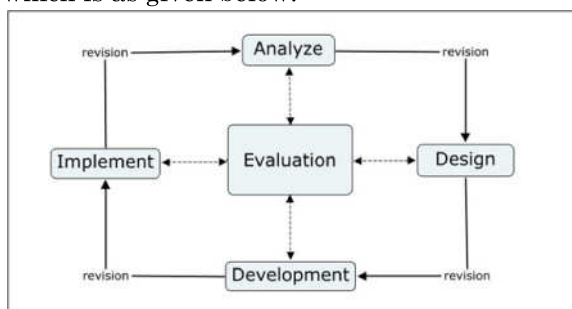 which is as given below:
revision
Analyze
revision
Implement
Evaluation
Design
revision
Development
revision